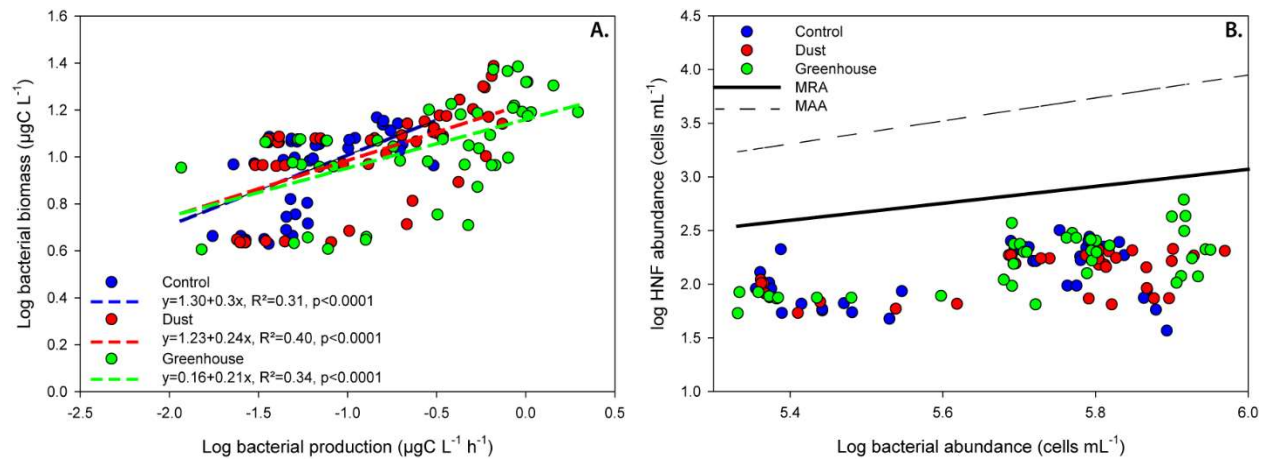 A.
Log bacterial biomass (µgC L⁻¹)
1.6
1.4
1.2
1.0
0.8
0.6
0.4
0.2
0.0
Control
y=1.30+0.3x, R²=0.31, p<0.0001
Dust
y=1.23+0.24x, R²=0.40, p<0.0001
Greenhouse
y=0.16+0.21x, R²=0.34, p<0.0001
-2.5 -2.0 -1.5 -1.0 -0.5 0.0 0.5
Log bacterial production (µgC L⁻¹ h⁻¹)
B.
log HNF abundance (cells mL⁻¹)
4.5
4.0
3.5
3.0
2.5
2.0
1.5
1.0
Control
Dust
Greenhouse
MRA
MAA
5.4 5.6 5.8 6.0
Log bacterial abundance (cells mL⁻¹)